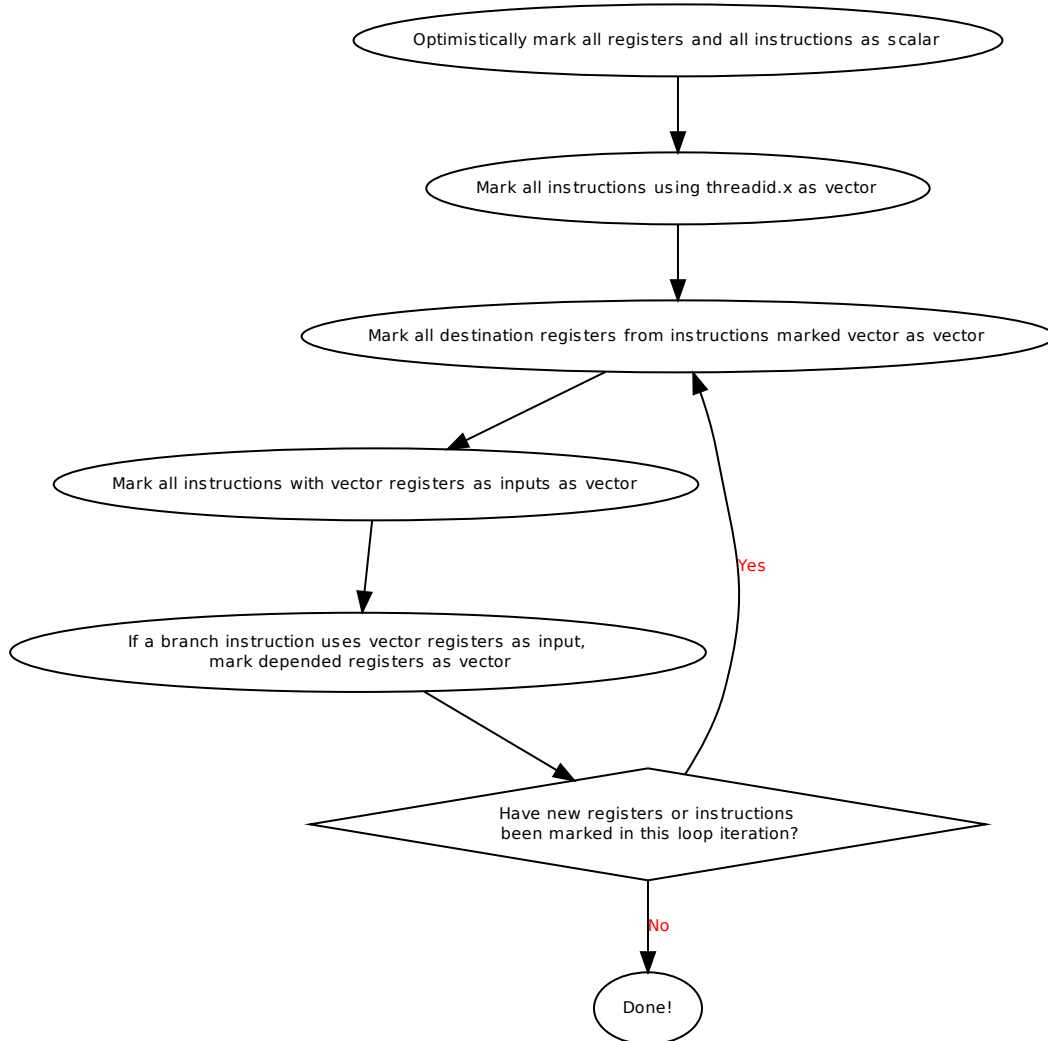 Optimistically mark all registers and all instructions as scalar
Mark all instructions using threadid.x as vector
Mark all destination registers from instructions marked vector as vector
Mark all instructions with vector registers as inputs as vector
Yes
If a branch instruction uses vector registers as input,
mark depended registers as vector
Have new registers or instructions
been marked in this loop iteration?
No
Done!